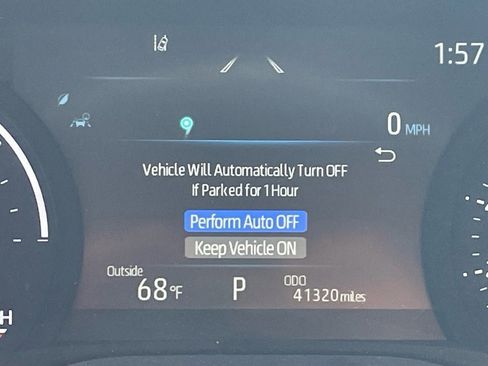 1:57
0 MPH
Vehicle Will Automatically Turn OFF
If Parked for 1 Hour
Perform Auto OFF
Keep Vehicle ON
Outside
68°F
P
ODO
41320 miles
H